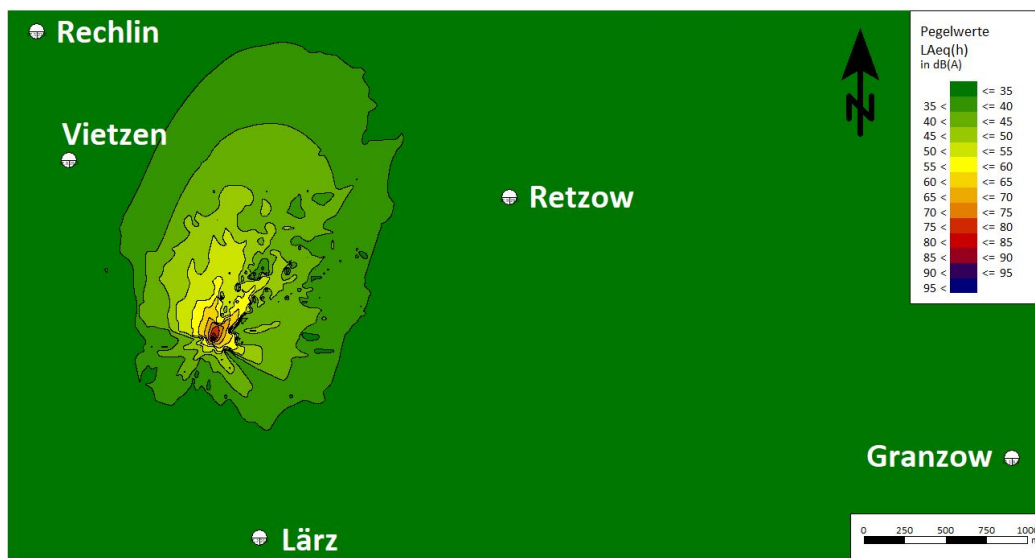 Rechlin
Vietzen
Retzow
Granzow
Lärz
N
Pegelwerte
LAeq(h)
in dB(A)
<= 35
35 < <= 40
40 < <= 45
45 < <= 50
50 < <= 55
55 < <= 60
60 < <= 65
65 < <= 70
70 < <= 75
75 < <= 80
80 < <= 85
85 < <= 90
90 < <= 95
95 <
0 250 500 750 1000
m